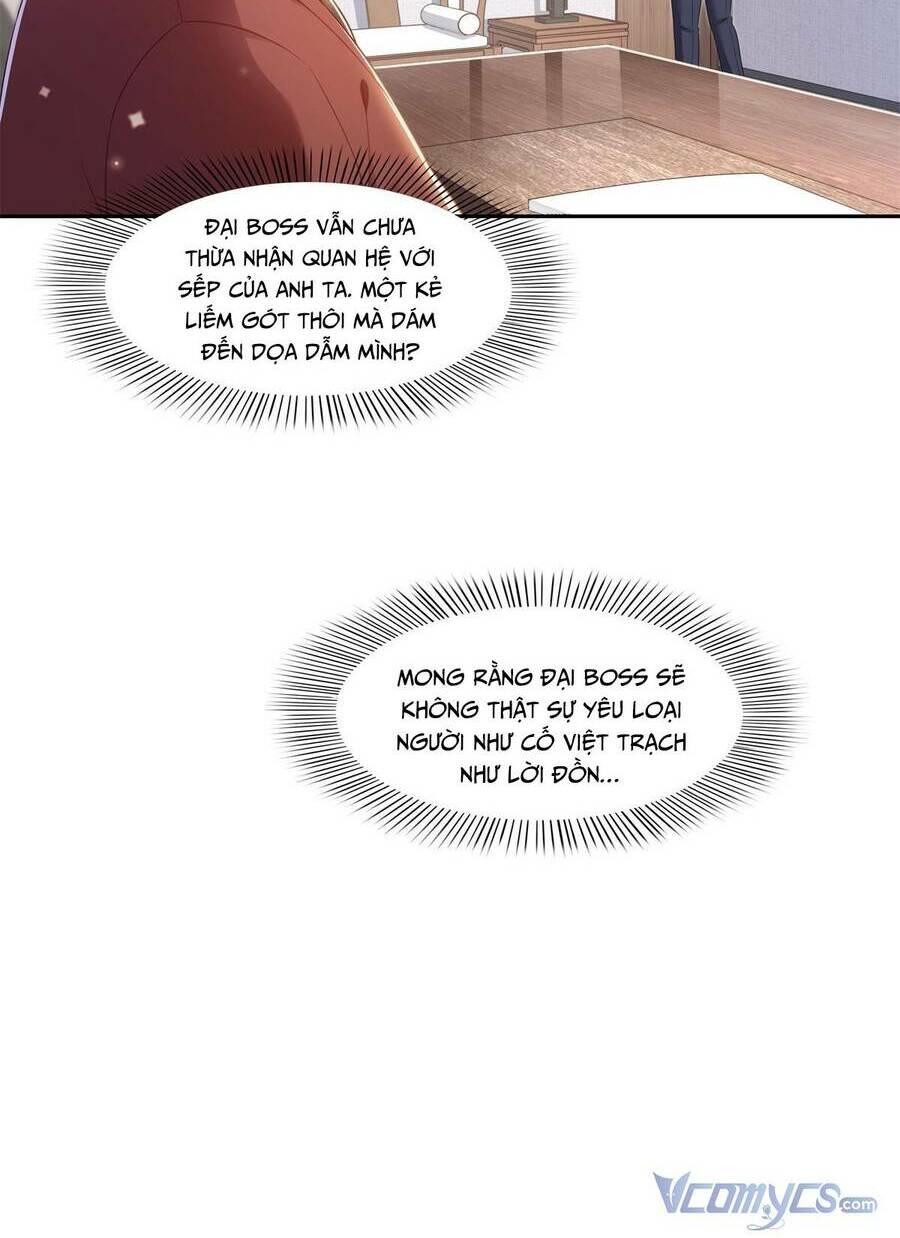 ĐẠI BOSS VẪN CHƯA
THỪA NHẬN QUAN HỆ VỚI
SẾP CỦA ANH TA. MỘT KẺ
LIẾM GÓT THÔI MÀ DÁM
ĐẾN DỌA DẪM MÌNH?
MONG RẰNG ĐẠI BOSS SẼ
KHÔNG THẬT SỰ YÊU LOẠI
NGƯỜI NHƯ CỐ VIỆT TRẠCH
NHƯ LỜI ĐỒN...
VCOMYCS.com